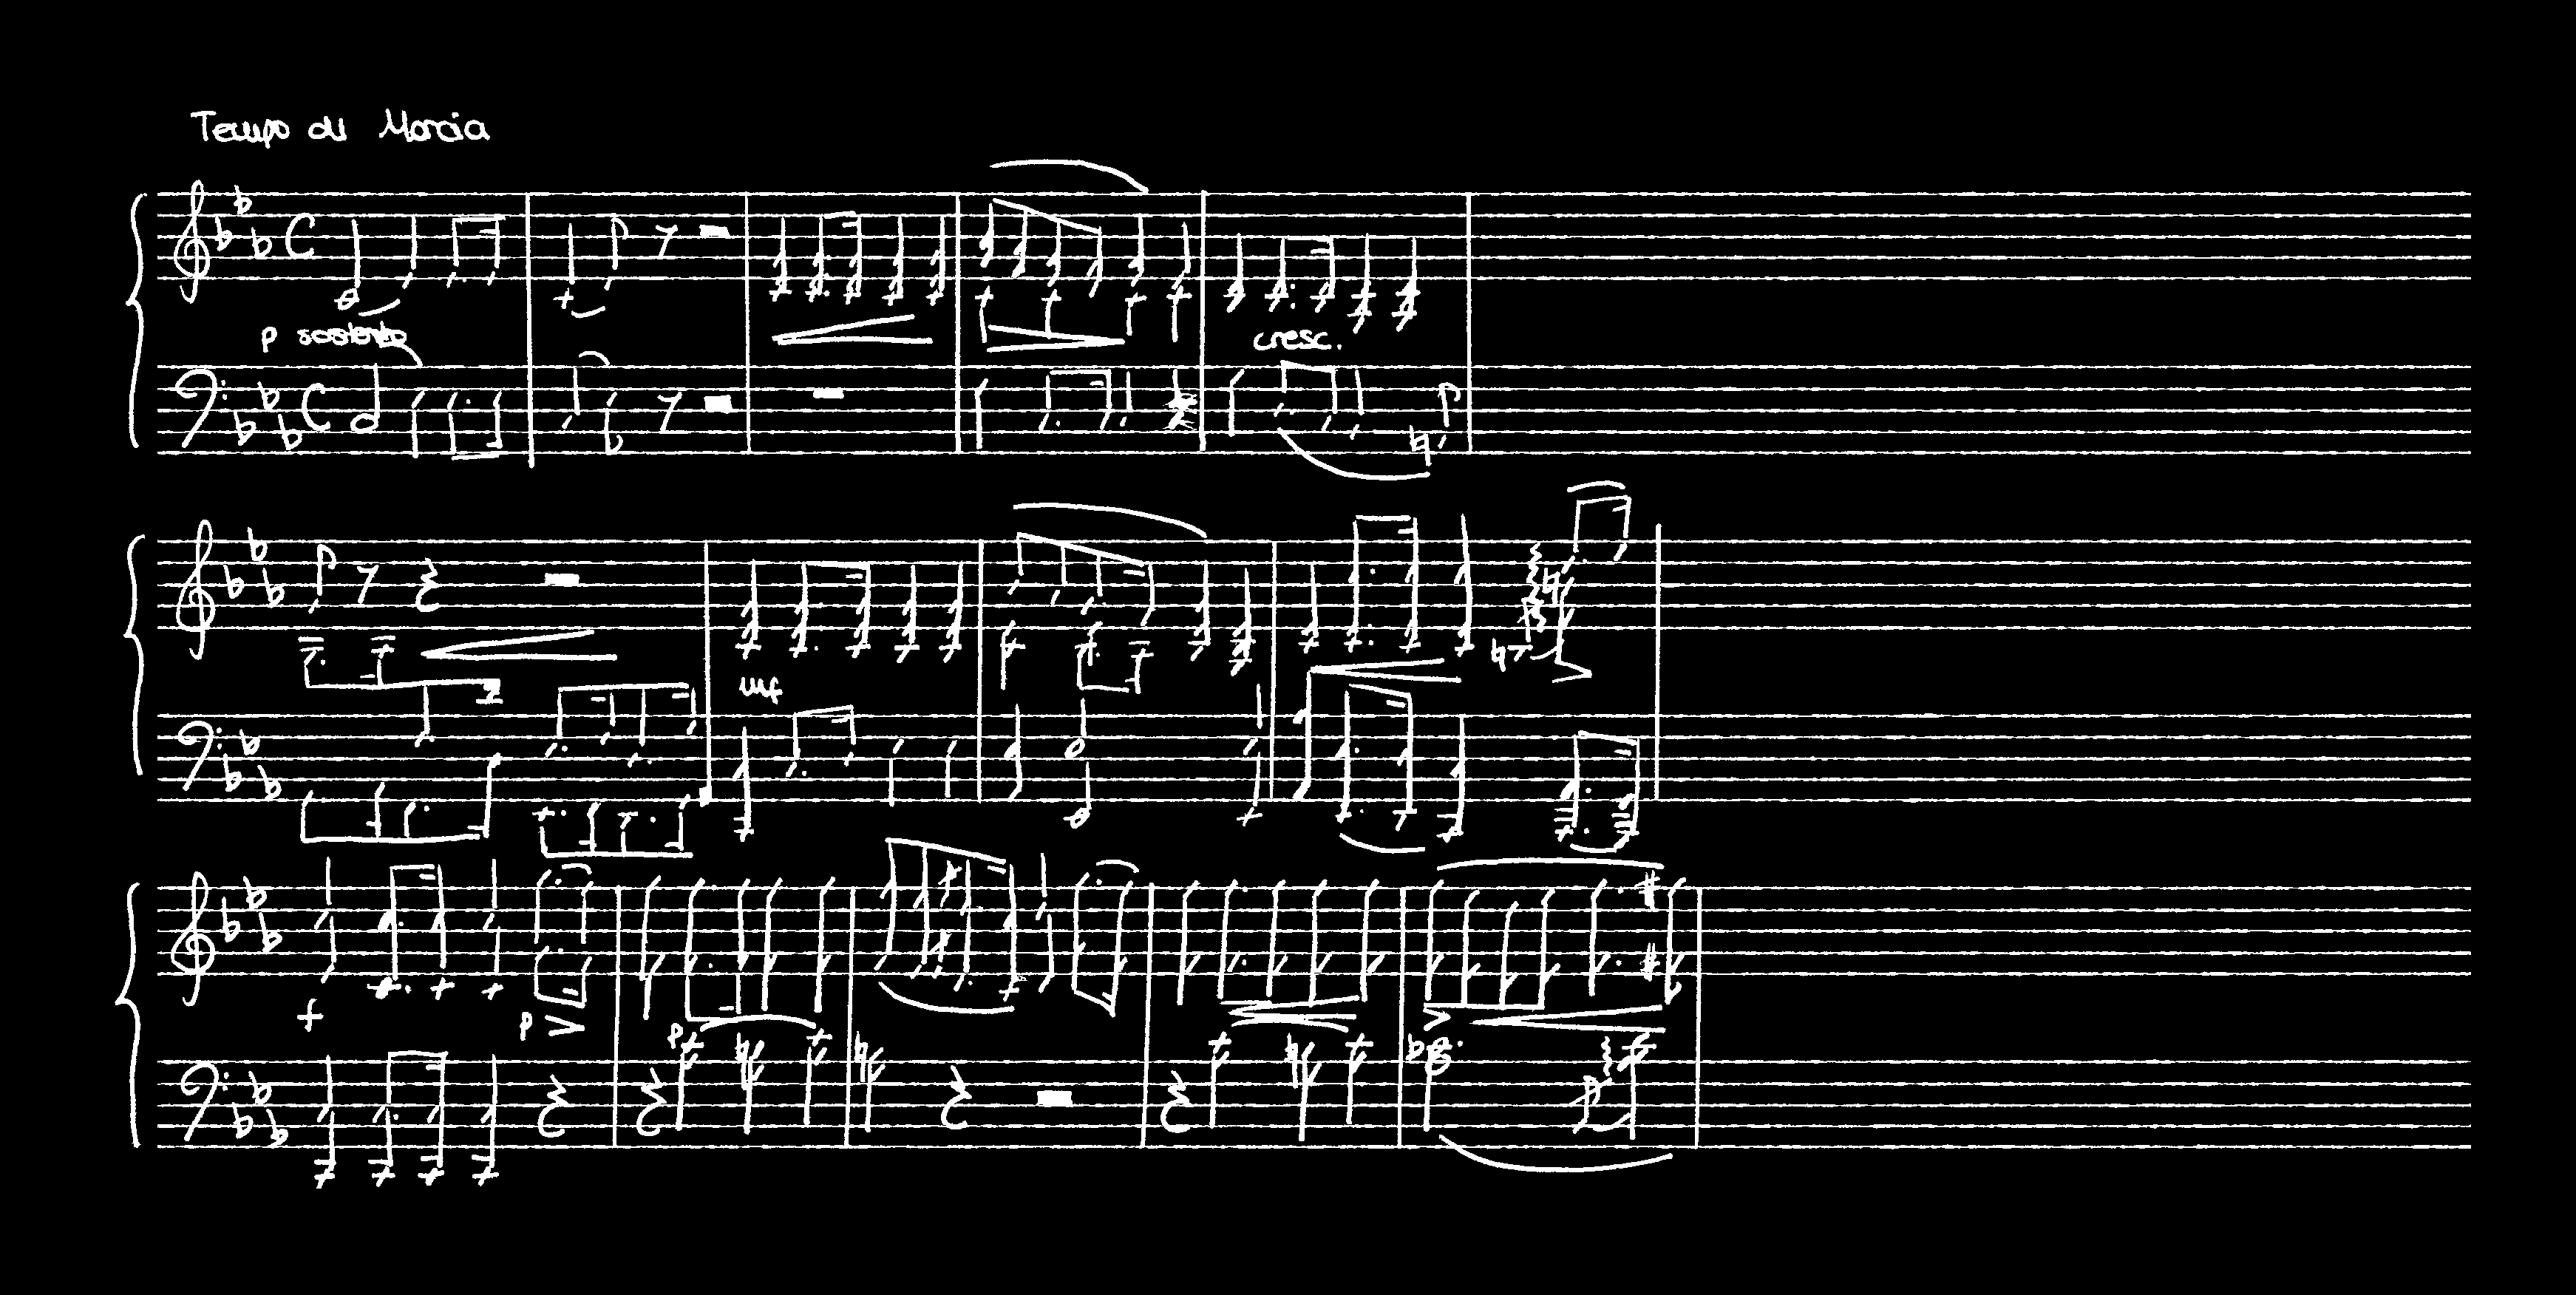 Tempo di Marcia
p sostenuto
cresc.
mf
f
p
p